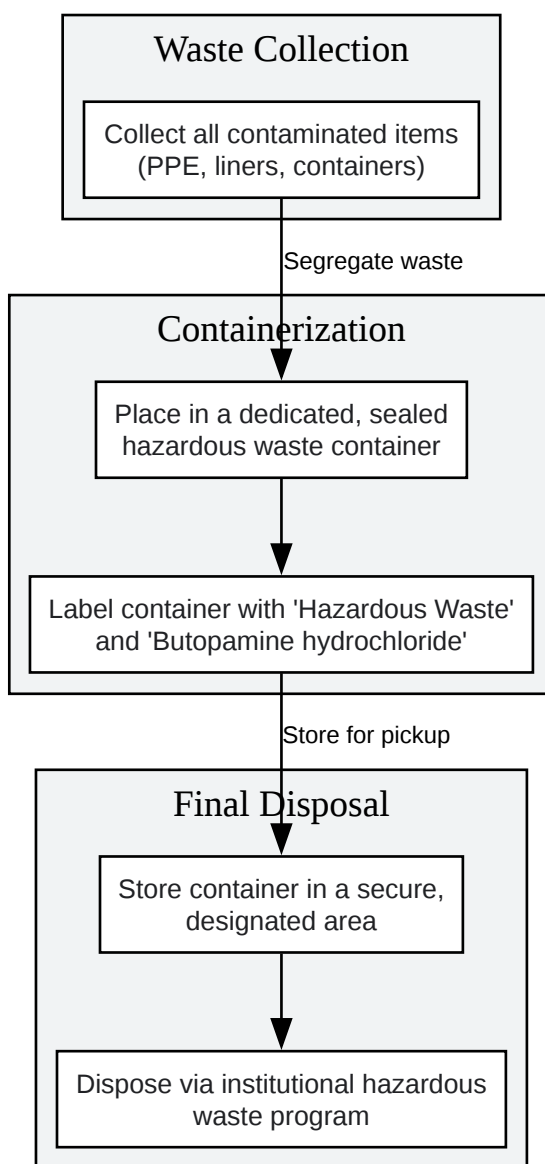 Waste Collection
Collect all contaminated items
(PPE, liners, containers)
Segregate waste
Containerization
Place in a dedicated, sealed
hazardous waste container
Label container with 'Hazardous Waste'
and 'Butopamine hydrochloride'
Store for pickup
Final Disposal
Store container in a secure,
designated area
Dispose via institutional hazardous
waste program